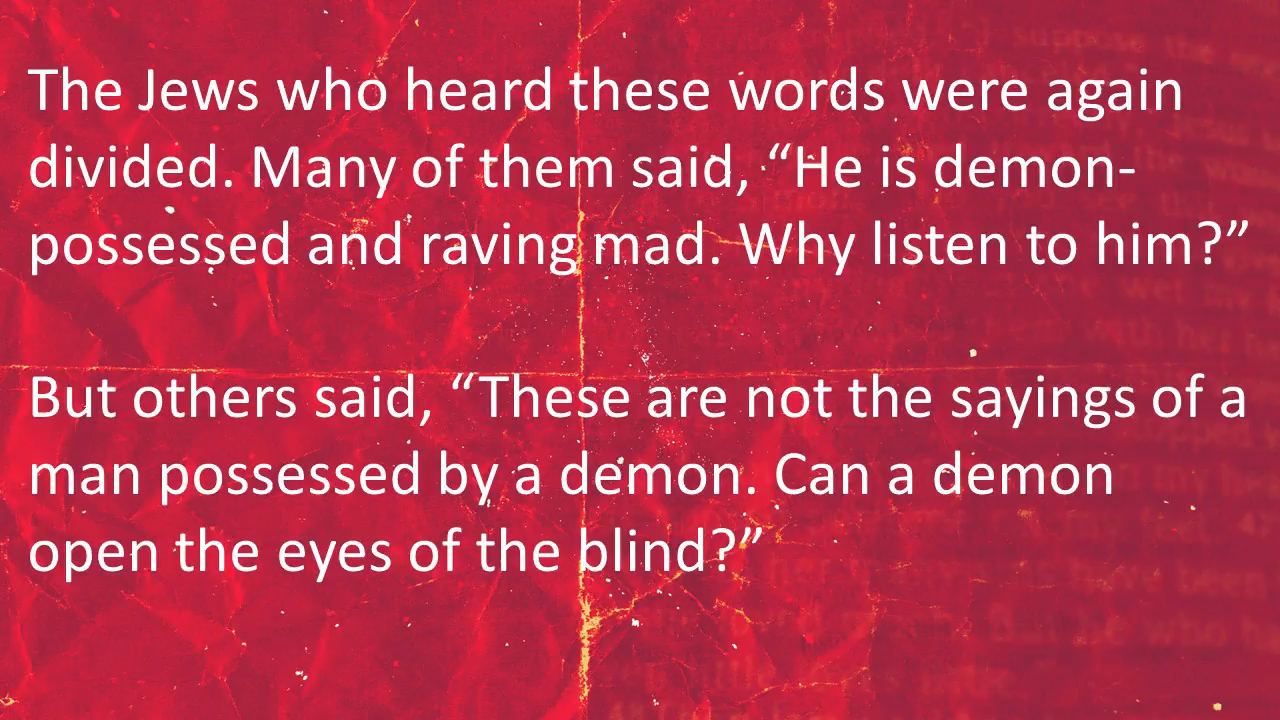 The Jews who heard these words were again
divided. Many of them said, “He is demon-
possessed and raving mad. Why listen to him?”
But others said, “These are not the sayings of a
man possessed by a demon. Can a demon
open the eyes of the blind?”